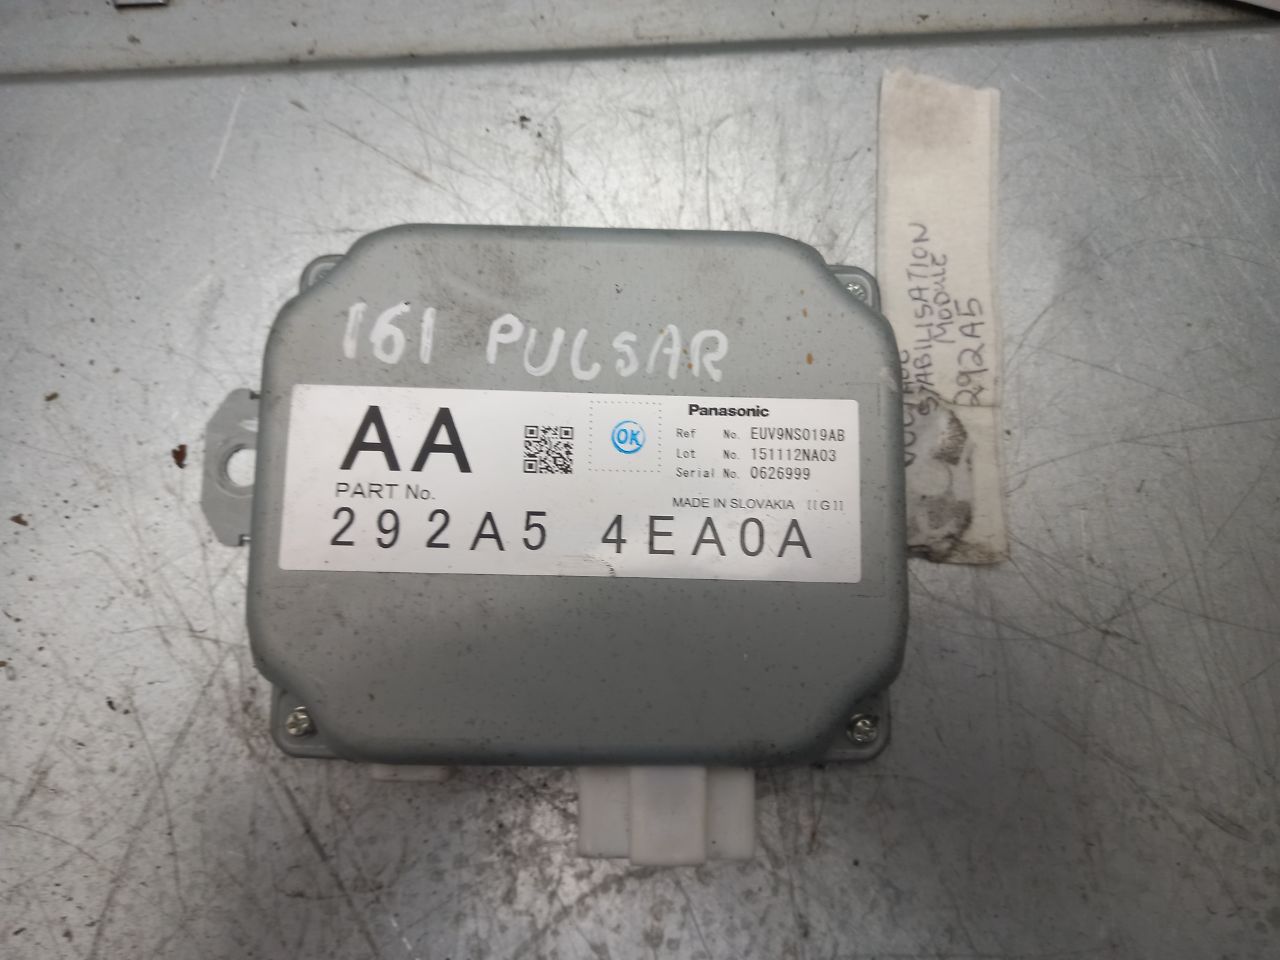 161 PULSAR
AA
OK
Panasonic
Ref No. EUV9NS019AB
Lot No. 151112NA03
Serial No. 0626999
PART No.
MADE IN SLOVAKIA [[G]]
292A5 4EA0A
STABILISATION
MODULE
292A5